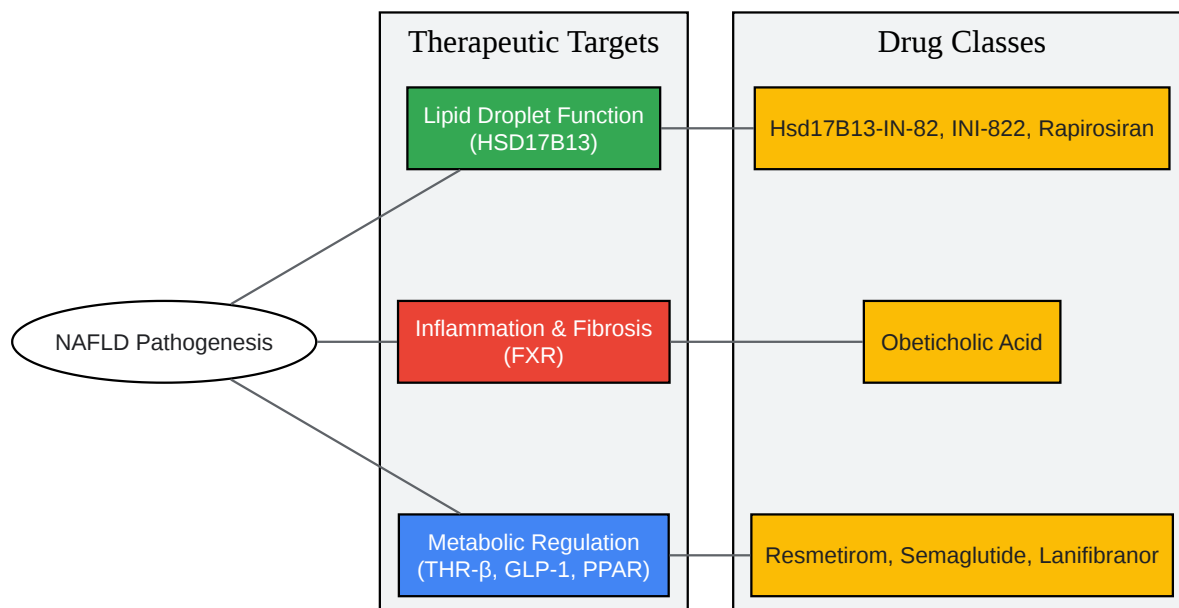 Therapeutic Targets
Drug Classes
Lipid Droplet Function
(HSD17B13)
Hsd17B13-IN-82, INI-822, Rapirosiran
NAFLD Pathogenesis
Inflammation & Fibrosis
(FXR)
Obeticholic Acid
Metabolic Regulation
(THR-β, GLP-1, PPAR)
Resmetirom, Semaglutide, Lanifibranor